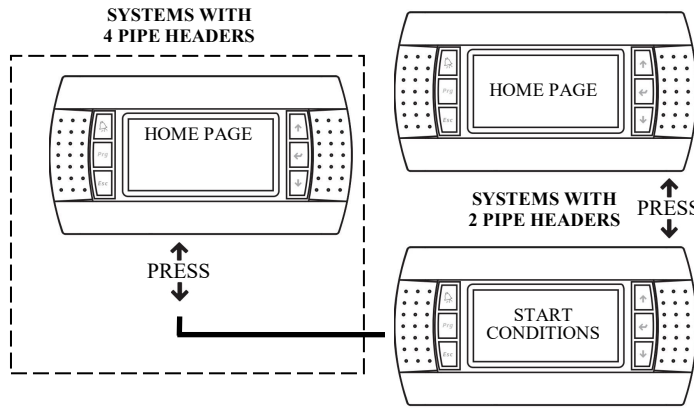 SYSTEMS WITH
4 PIPE HEADERS
Prg
Esc
HOME PAGE
PRESS
Prg
Esc
HOME PAGE
SYSTEMS WITH
2 PIPE HEADERS
PRESS
Prg
Esc
START
CONDITIONS